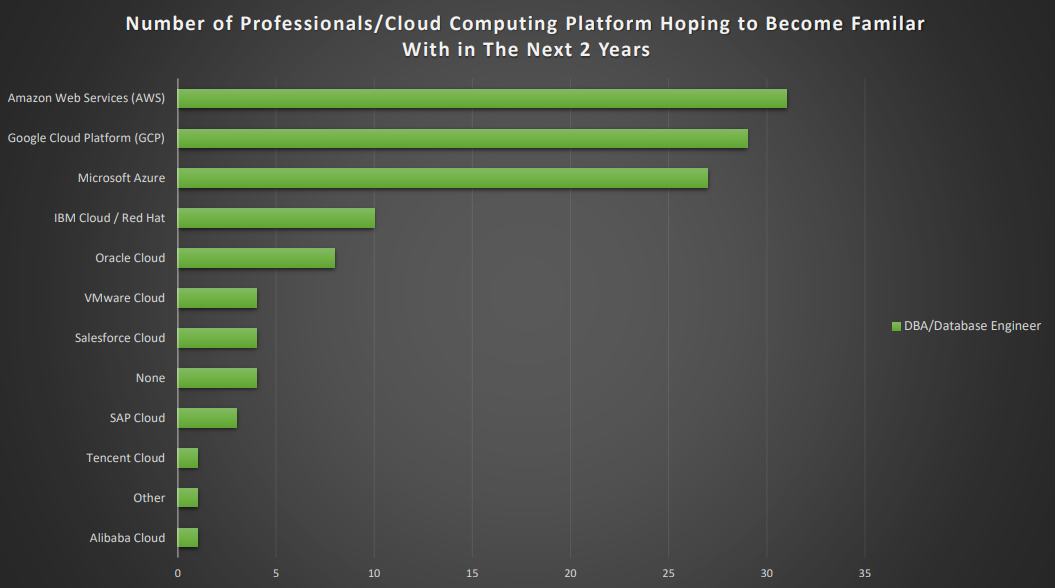 Number of Professionals/Cloud Computing Platform Hoping to Become Familar
With in The Next 2 Years
Amazon Web Services (AWS)
Google Cloud Platform (GCP)
Microsoft Azure
IBM Cloud / Red Hat
Oracle Cloud
VMware Cloud
Salesforce Cloud
None
SAP Cloud
Tencent Cloud
Other
Alibaba Cloud
0 5 10 15 20 25 30 35
DBA/Database Engineer